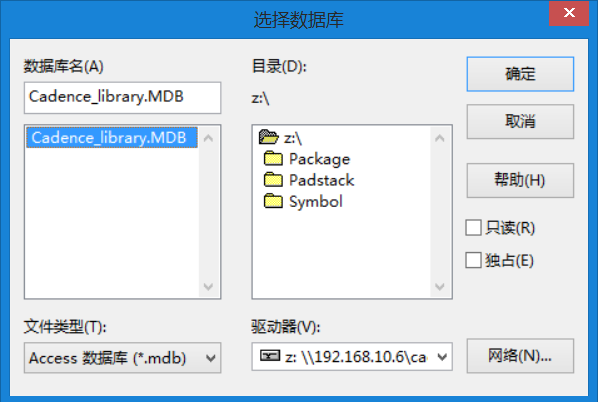 选择数据库
数据库名(A)
Cadence_library.MDB
Cadence_library.MDB
文件类型(T):
Access 数据库 (*.mdb)
目录(D):
z:\
z:\
Package
Padstack
Symbol
驱动器(V):
z: \\192.168.10.6\ca
确定
取消
帮助(H)
只读(R)
独占(E)
网络(N)...